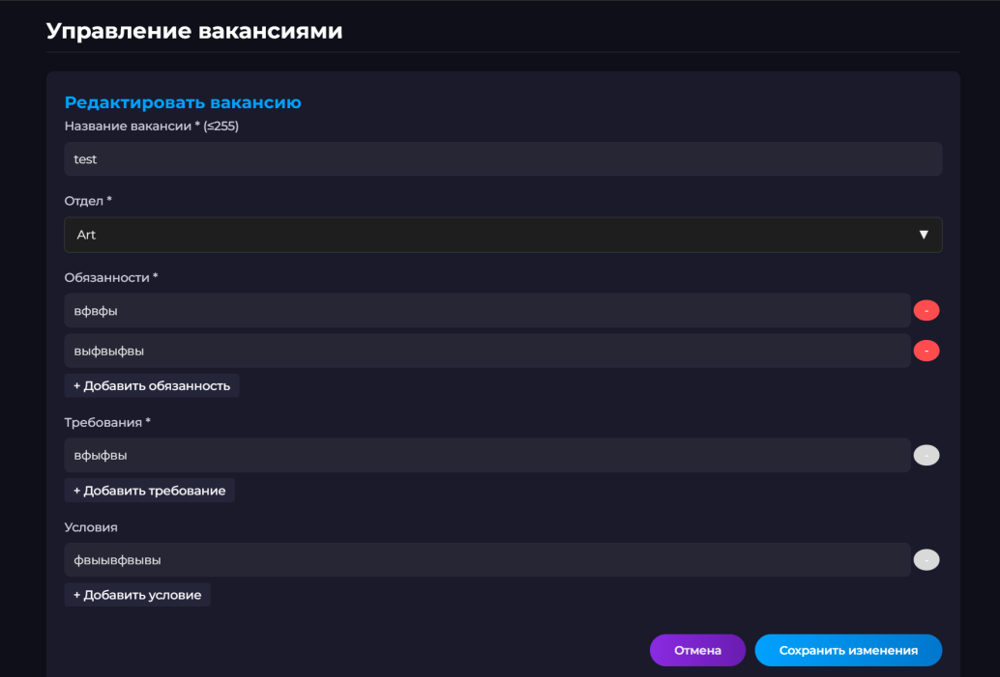 Управление вакансиями
Редактировать вакансию
Название вакансии * (≤255)
test
Отдел *
Art
Обязанности *
вфвфы
-
выфвыфвы
-
+ Добавить обязанность
Требования *
вфыфвы
-
+ Добавить требование
Условия
фвыывфвывы
-
+ Добавить условие
Отмена
Сохранить изменения